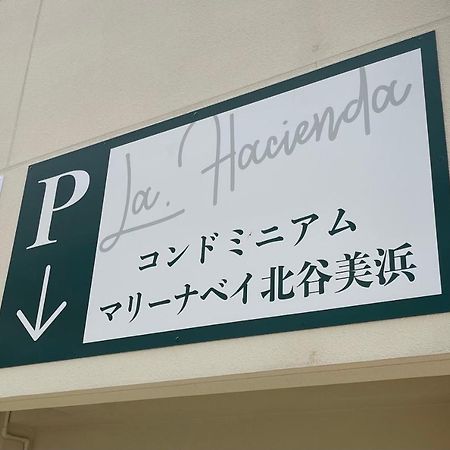 P
↓
La. Hacienda
コンドミニアム
マリーナベイ北谷美浜